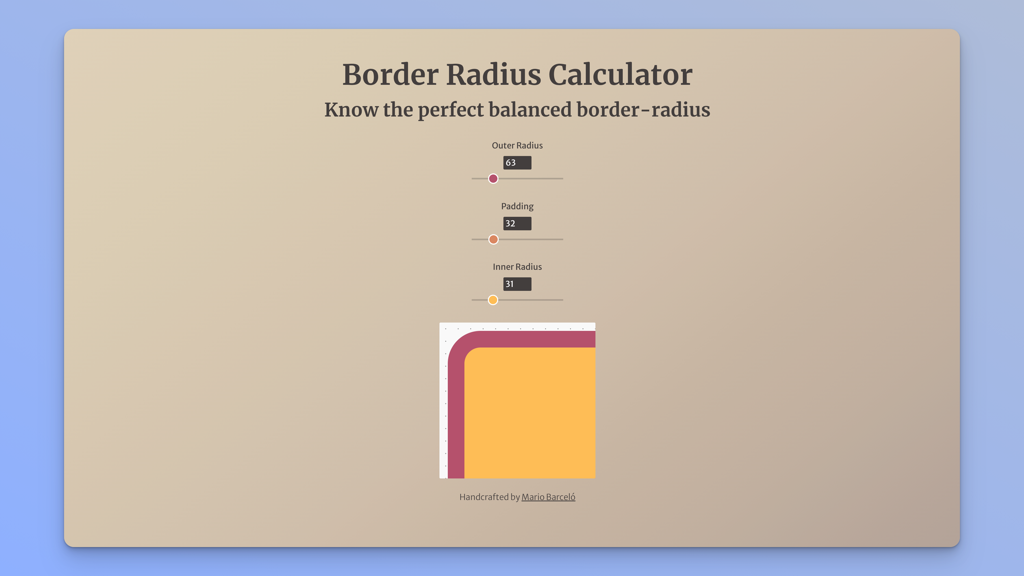 Border Radius Calculator
Know the perfect balanced border-radius
Outer Radius
63
Padding
32
Inner Radius
31
Handcrafted by Mario Barceló